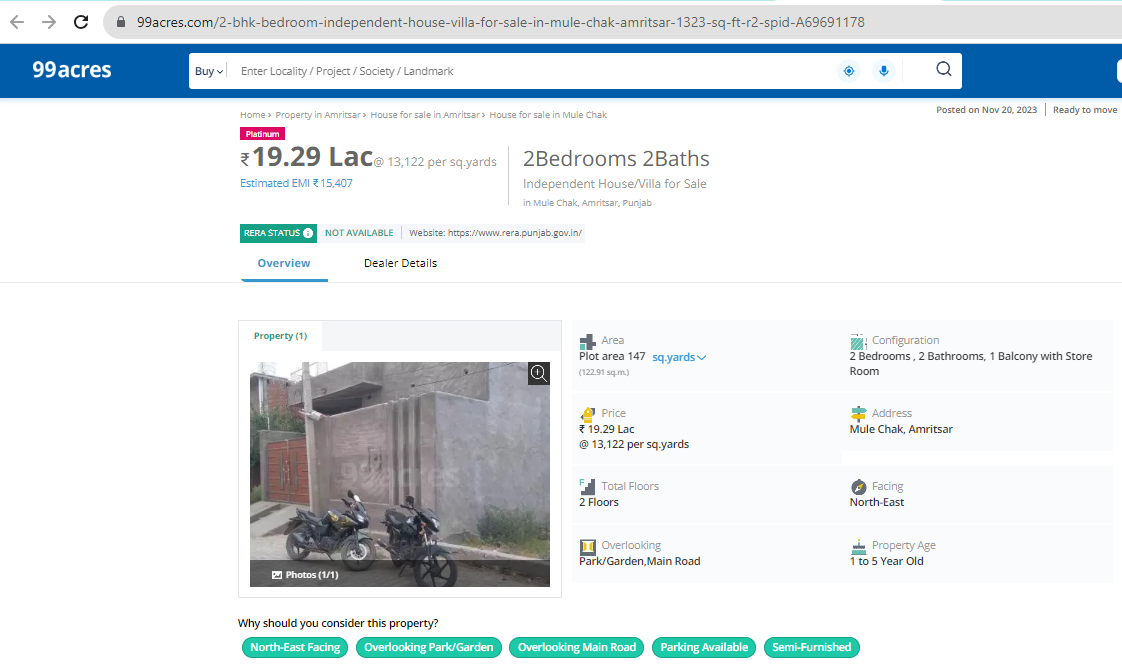 99acres.com/2-bhk-bedroom-independent-house-villa-for-sale-in-mule-chak-amritsar-1323-sq-ft-r2-spid-A69691178
99acres
Buy
Enter Locality / Project / Society / Landmark
Home > Property in Amritsar > House for sale in Amritsar > House for sale in Mule Chak
Posted on Nov 20, 2023 | Ready to move
Platinum
₹ 19.29 Lac @ 13,122 per sq.yards
Estimated EMI ₹ 15,407
2Bedrooms 2Baths
Independent House/Villa for Sale
in Mule Chak, Amritsar, Punjab
RERA STATUS i NOT AVAILABLE | Website: https://www.rera.punjab.gov.in/
Overview
Dealer Details
Property (1)
99acres
Photos (1/1)
Area
Plot area 147 sq.yards
(122.91 sq.m.)
Configuration
2 Bedrooms , 2 Bathrooms, 1 Balcony with Store
Room
Price
₹ 19.29 Lac
@ 13,122 per sq.yards
Address
Mule Chak, Amritsar
Total Floors
2 Floors
Facing
North-East
Overlooking
Park/Garden,Main Road
Property Age
1 to 5 Year Old
Why should you consider this property?
North-East Facing
Overlooking Park/Garden
Overlooking Main Road
Parking Available
Semi-Furnished